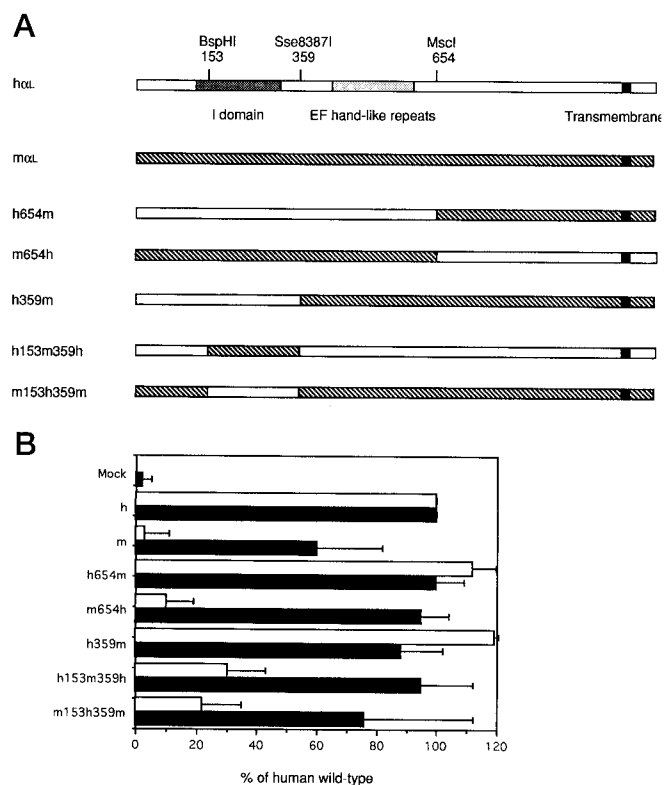 A
BspHI Sse8387I MscI
153 359 654
hαL
I domain EF hand-like repeats Transmembrane
mαL
h654m
m654h
h359m
h153m359h
m153h359m
B
Mock
h
m
h654m
m654h
h359m
h153m359h
m153h359m
0 20 40 60 80 100 120
% of human wild-type